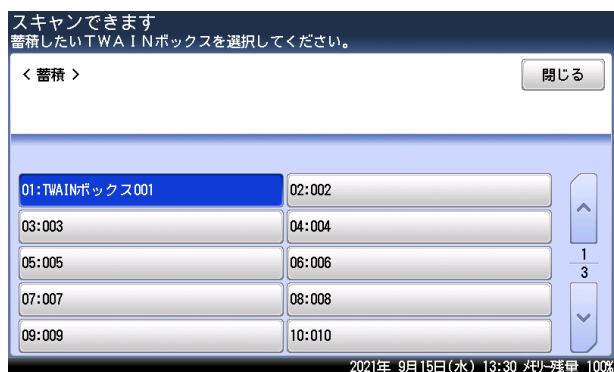 スキャンできます
蓄積したいＴＷＡＩＮボックスを選択してください。
＜蓄積＞
閉じる
01:TWAINボックス001
02:002
03:003
04:004
05:005
06:006
07:007
08:008
09:009
10:010
1
3
2021年 9月15日(水) 13:30 ﾒﾓﾘｰ残量 100%